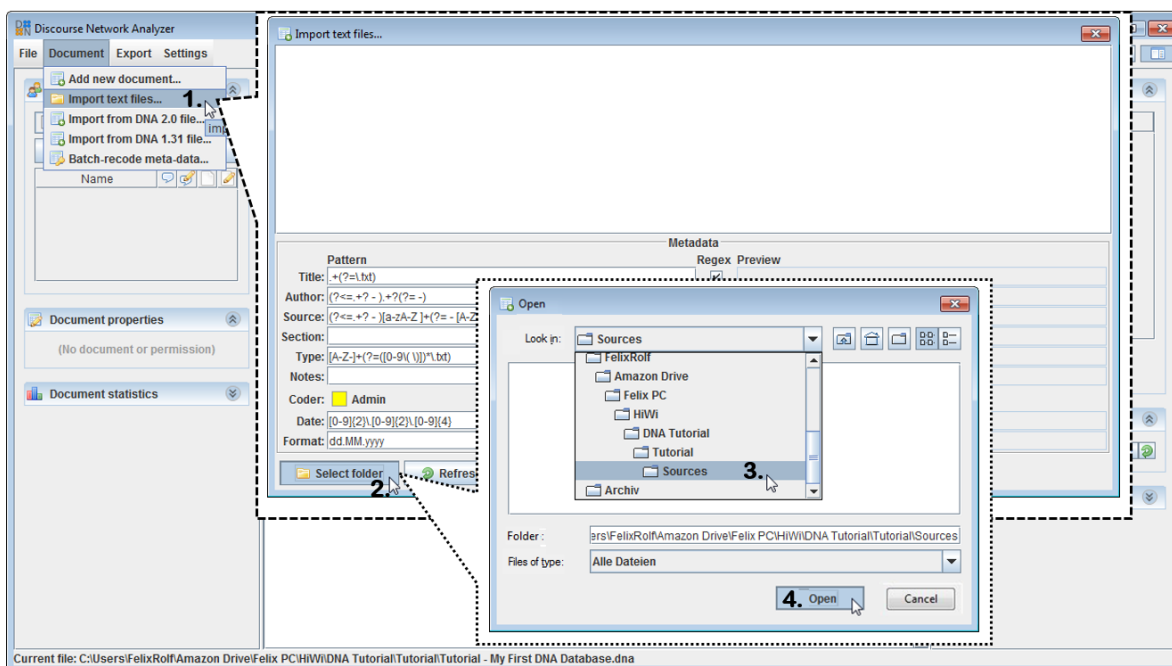 Discourse Network Analyzer
File Document Export Settings
Add new document...
Import text files...
1.
Import from DNA 2.0 file...
imp
Import from DNA 1.31 file...
Batch-recode meta-data...
Name
Document properties
(No document or permission)
Document statistics
Import text files...
Metadata
Pattern Regex Preview
Title: .+(?=\.txt)
Author: (?<=.+? - ).+?(?= -)
Source: (?<=.+? - )[a-zA-Z ]+(?= - [A-Z
Section:
Type: [A-Z-]+(?=([0-9\( \)])*\.txt)
Notes:
Coder: Admin
Date: [0-9]{2}\.[0-9]{2}\.[0-9]{4}
Format: dd.MM.yyyy
Select folder
2.
Refres
Open
Look in: Sources
FelixRolf
Amazon Drive
Felix PC
HiWi
DNA Tutorial
Tutorial
Sources
3.
Archiv
Folder : ers\FelixRolf\Amazon Drive\Felix PC\HiWi\DNA Tutorial\Tutorial\Sources
Files of type: Alle Dateien
4. Open
Cancel
Current file: C:\Users\FelixRolf\Amazon Drive\Felix PC\HiWi\DNA Tutorial\Tutorial\Tutorial - My First DNA Database.dna